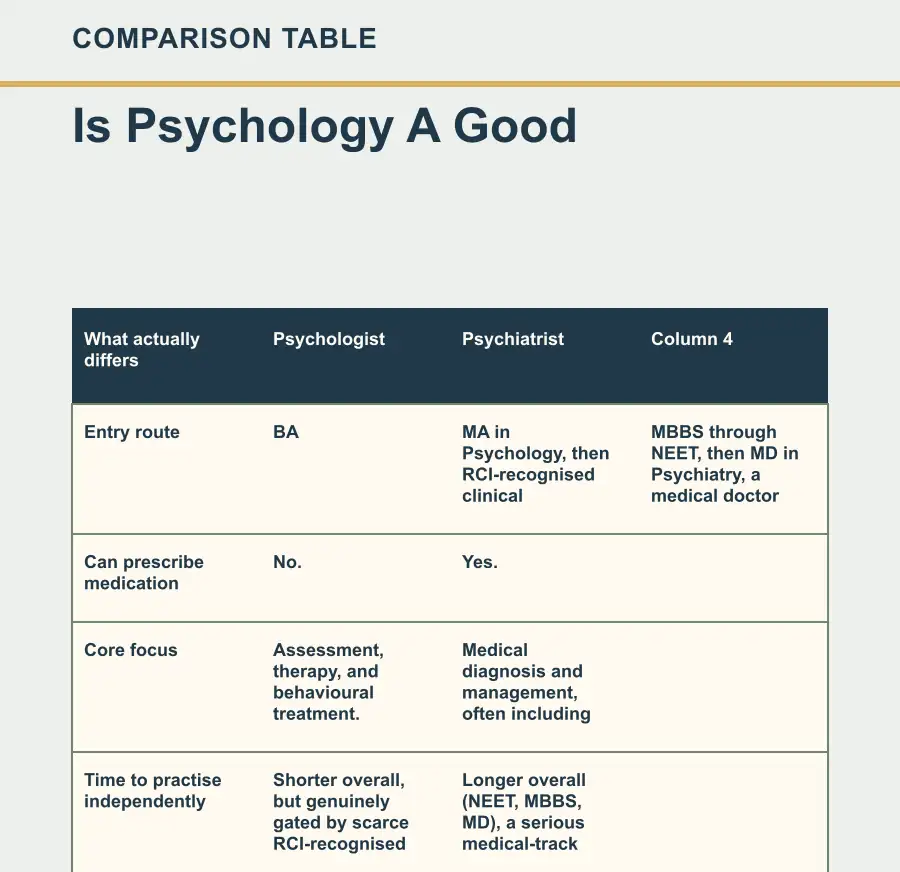 COMPARISON TABLE
Is Psychology A Good
What actually
differs
Psychologist
Psychiatrist
Column 4
Entry route
BA
MA in
Psychology, then
RCI-recognised
clinical
MBBS through
NEET, then MD in
Psychiatry, a
medical doctor
Can prescribe
medication
No.
Yes.
Core focus
Assessment,
therapy, and
behavioural
treatment.
Medical
diagnosis and
management,
often including
Time to practise
independently
Shorter overall,
but genuinely
gated by scarce
RCI-recognised
Longer overall
(NEET, MBBS,
MD), a serious
medical-track